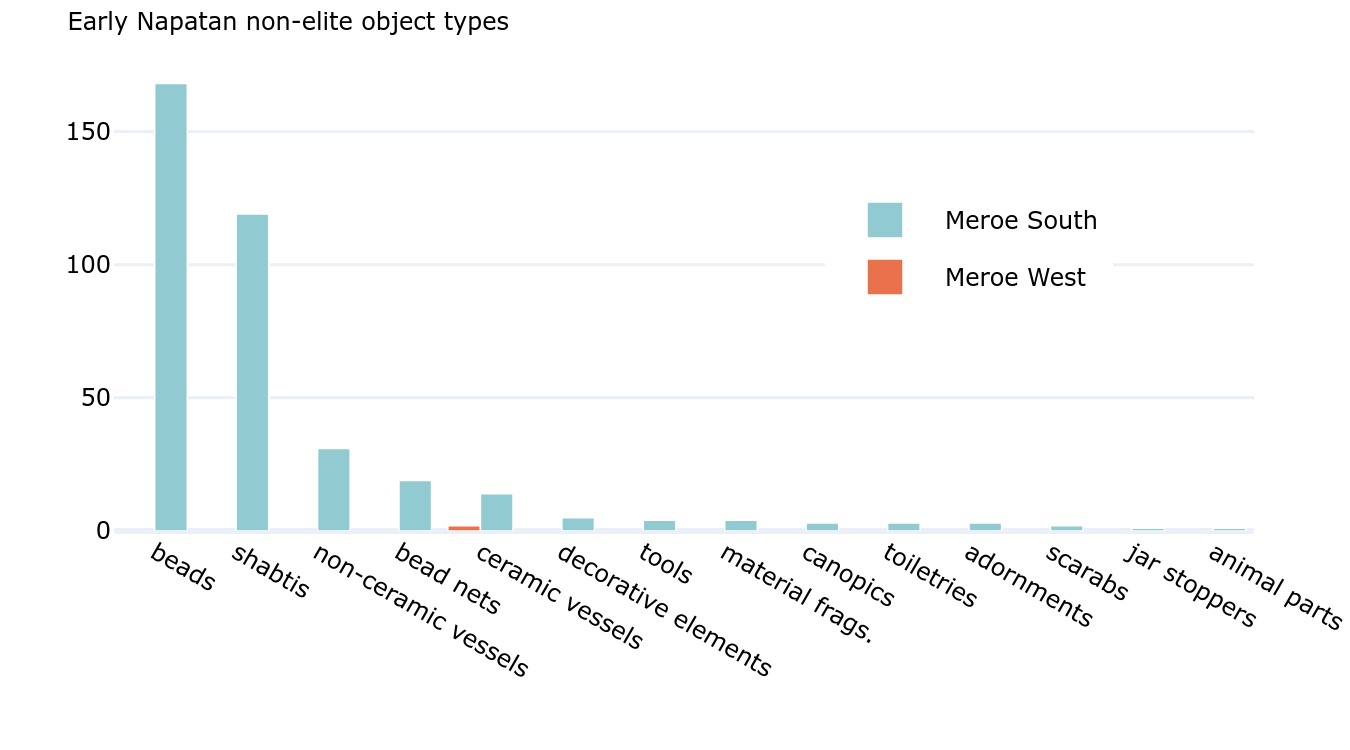 Early Napatan non-elite object types
150
100
50
0
Meroe South
Meroe West
beads
shabtis
non-ceramic vessels
bead nets
ceramic vessels
decorative elements
tools
material frags.
canopics
toiletries
adornments
scarabs
jar stoppers
animal parts